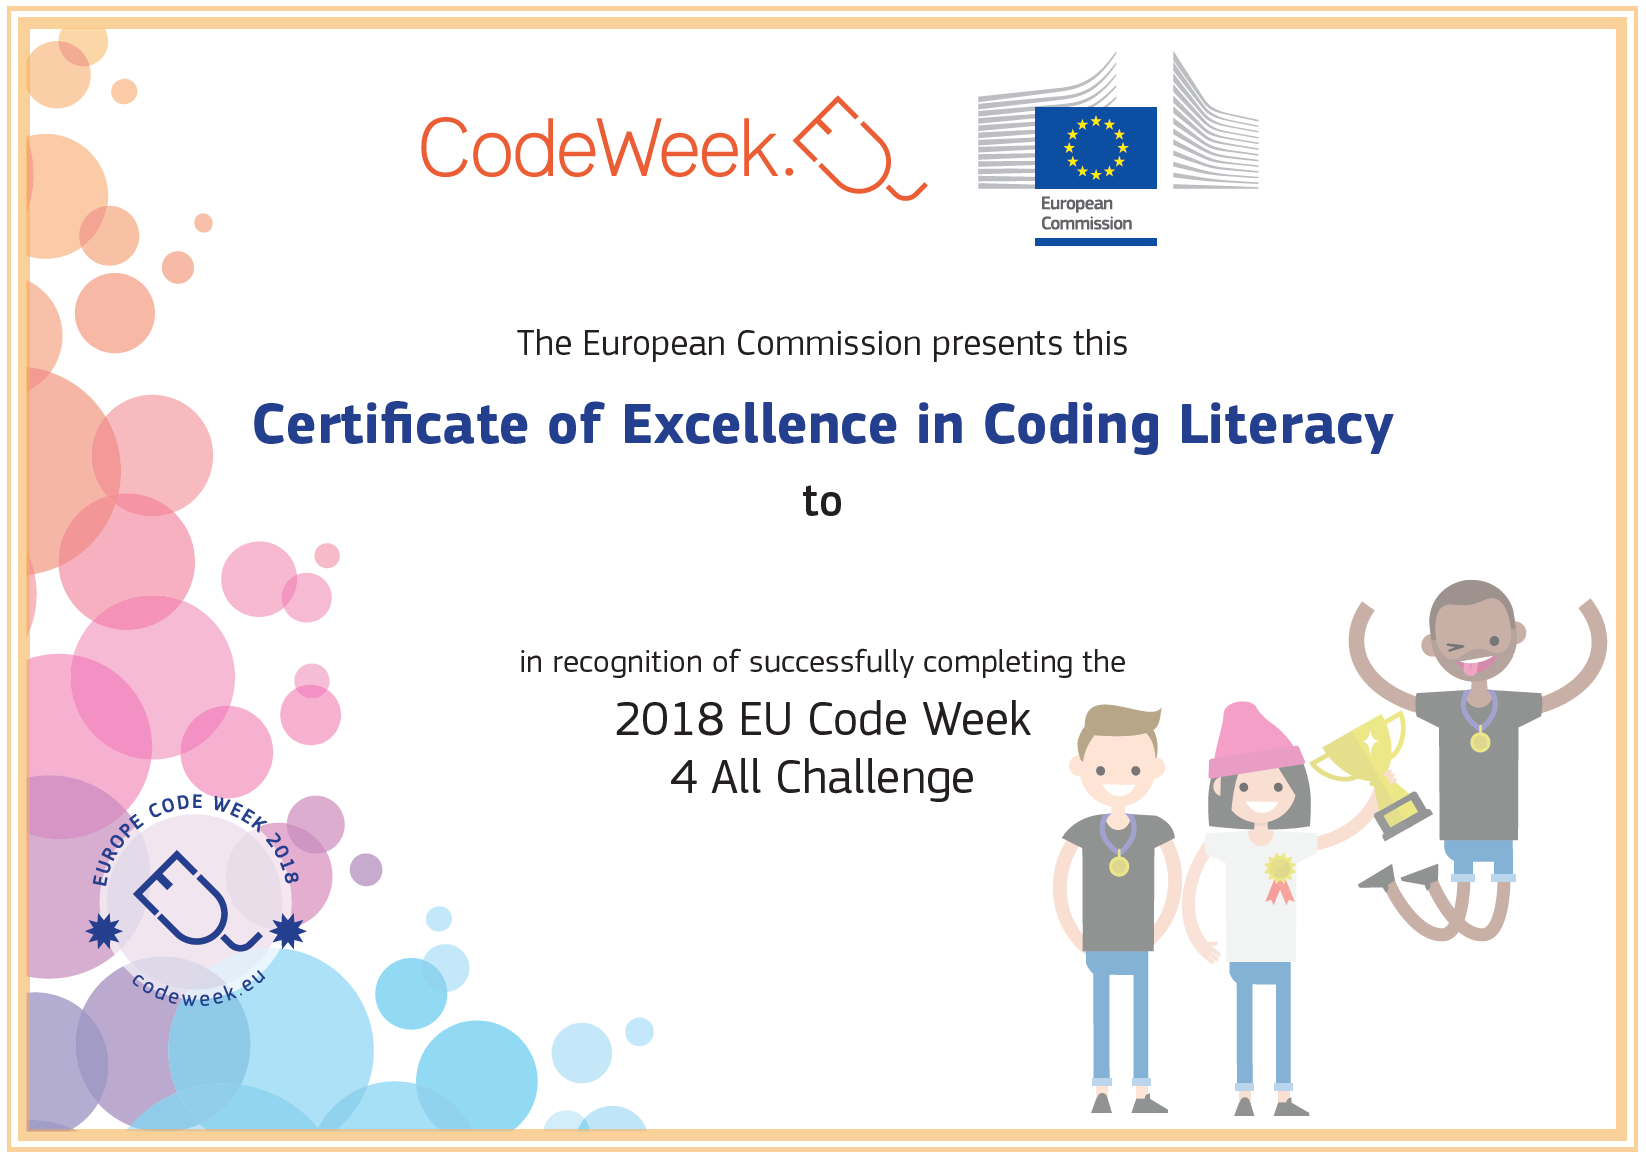 CodeWeek.
European
Commission
The European Commission presents this
Certificate of Excellence in Coding Literacy
to
in recognition of successfully completing the
2018 EU Code Week
4 All Challenge
EUROPE CODE WEEK 2018
codeweek.eu